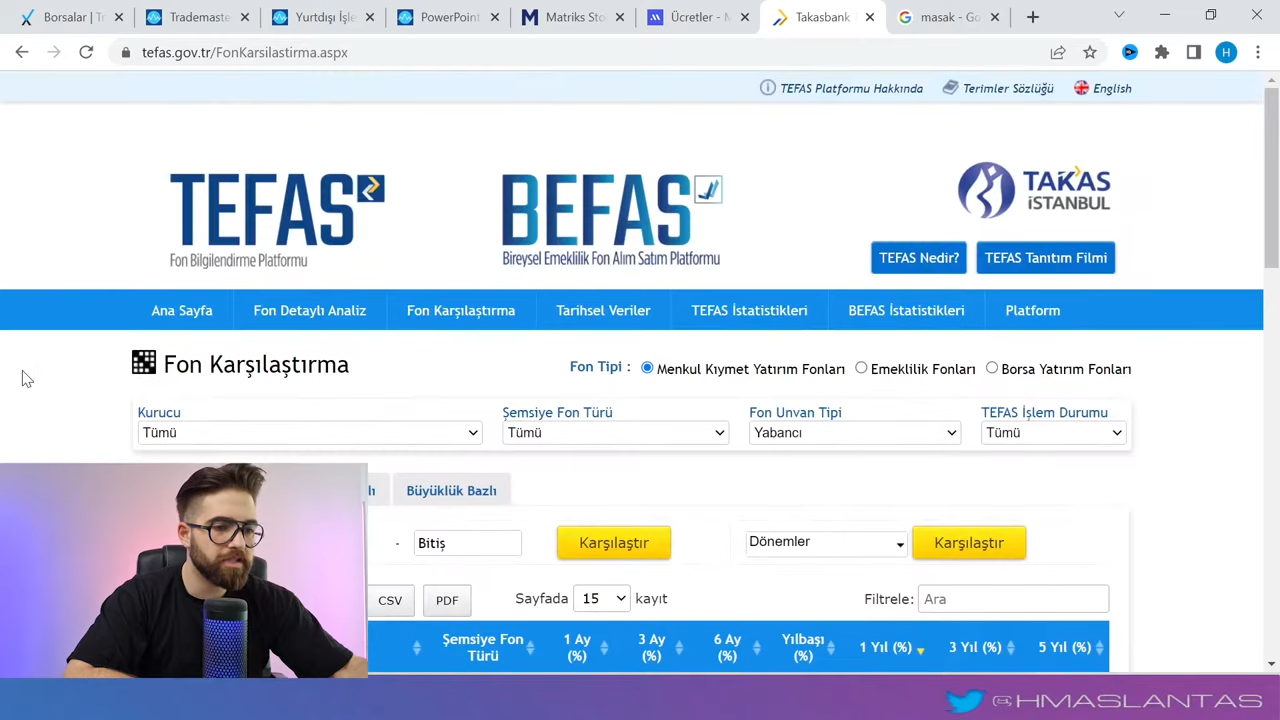 Borsalar | Tr
Trademaste
Yurtdışı İşle
PowerPoint
Matriks Sto
Ücretler - M
Takasbank
masak - Go
tefas.gov.tr/FonKarsilastirma.aspx
H
TEFAS Platformu Hakkında
Terimler Sözlüğü
English
TEFAS
Fon Bilgilendirme Platformu
BEFAS
Bireysel Emeklilik Fon Alım Satım Platformu
TAKAS
İSTANBUL
TEFAS Nedir?
TEFAS Tanıtım Filmi
Ana Sayfa
Fon Detaylı Analiz
Fon Karşılaştırma
Tarihsel Veriler
TEFAS İstatistikleri
BEFAS İstatistikleri
Platform
Fon Karşılaştırma
Fon Tipi :
Menkul Kıymet Yatırım Fonları
Emeklilik Fonları
Borsa Yatırım Fonları
Kurucu
Şemsiye Fon Türü
Fon Unvan Tipi
TEFAS İşlem Durumu
Tümü
Tümü
Yabancı
Tümü
Büyüklük Bazlı
- Bitiş
Karşılaştır
Dönemler
Karşılaştır
CSV
PDF
Sayfada 15 kayıt
Filtrele: Ara
Şemsiye Fon
Türü
1 Ay
(%)
3 Ay
(%)
6 Ay
(%)
Yılbaşı
(%)
1 Yıl (%)
3 Yıl (%)
5 Yıl (%)
@HMASLANTAS